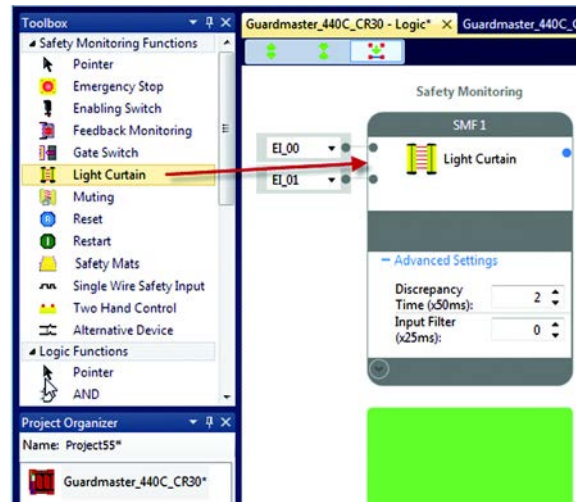 Toolbox
Safety Monitoring Functions
Pointer
Emergency Stop
Enabling Switch
Feedback Monitoring
Gate Switch
Light Curtain
Muting
Reset
Restart
Safety Mats
Single Wire Safety Input
Two Hand Control
Alternative Device
Logic Functions
Pointer
AND
Project Organizer
Name: Project55*
Guardmaster_440C_CR30*
Guardmaster_440C_CR30 - Logic*
Guardmaster_440C_
Safety Monitoring
SMF 1
EI_00
Light Curtain
EI_01
Advanced Settings
Discrepancy
Time (x50ms):
2
Input Filter
(x25ms):
0